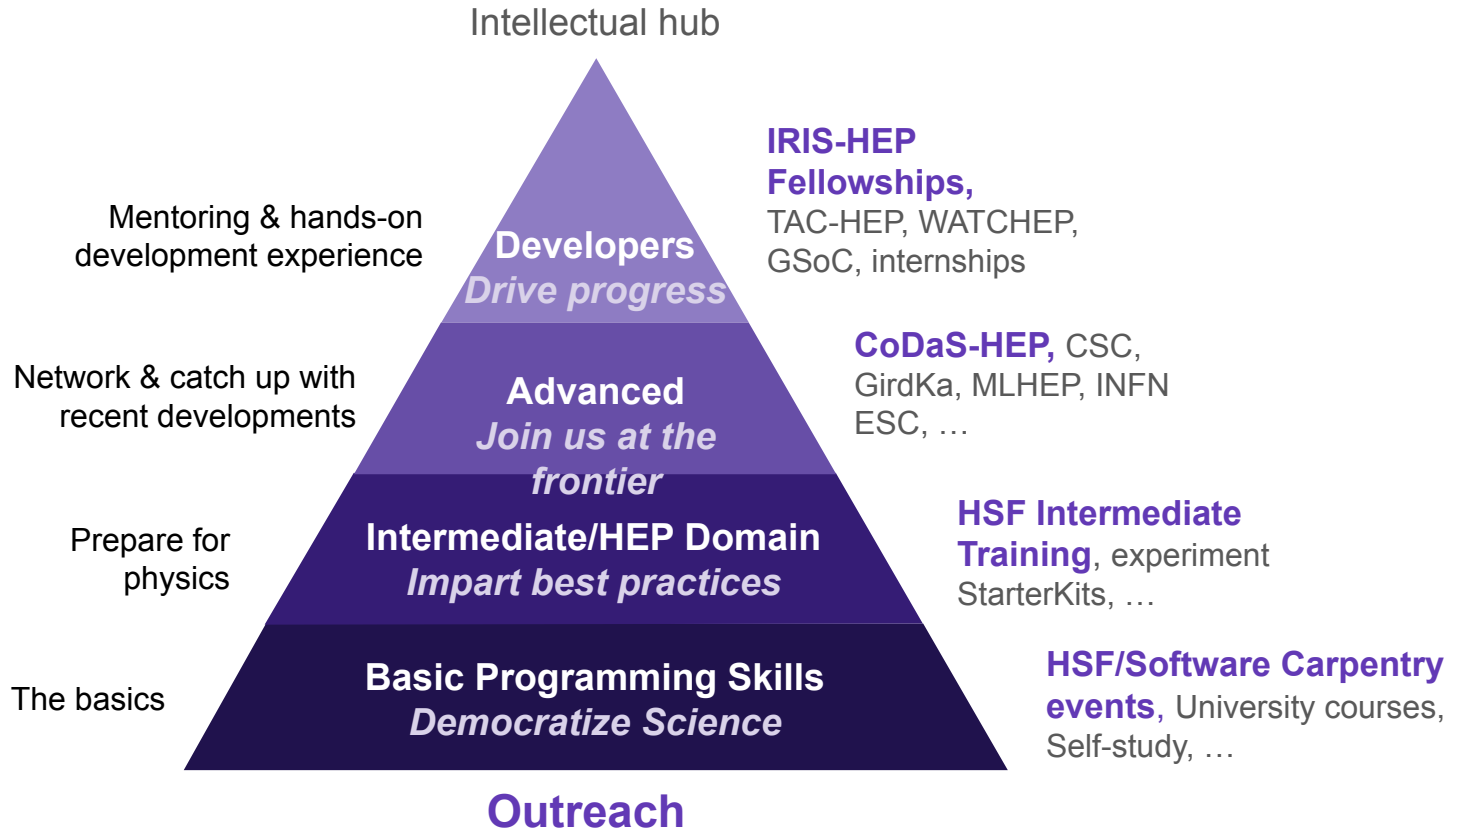 Intellectual hub
Mentoring & hands-on
development experience
Developers
Drive progress
IRIS-HEP
Fellowships,
TAC-HEP, WATCHEP,
GSoC, internships
Network & catch up with
recent developments
Advanced
Join us at the
frontier
CoDaS-HEP, CSC,
GirdKa, MLHEP, INFN
ESC, …
Prepare for
physics
Intermediate/HEP Domain
Impart best practices
HSF Intermediate
Training, experiment
StarterKits, …
The basics
Basic Programming Skills
Democratize Science
HSF/Software Carpentry
events, University courses,
Self-study, …
Outreach